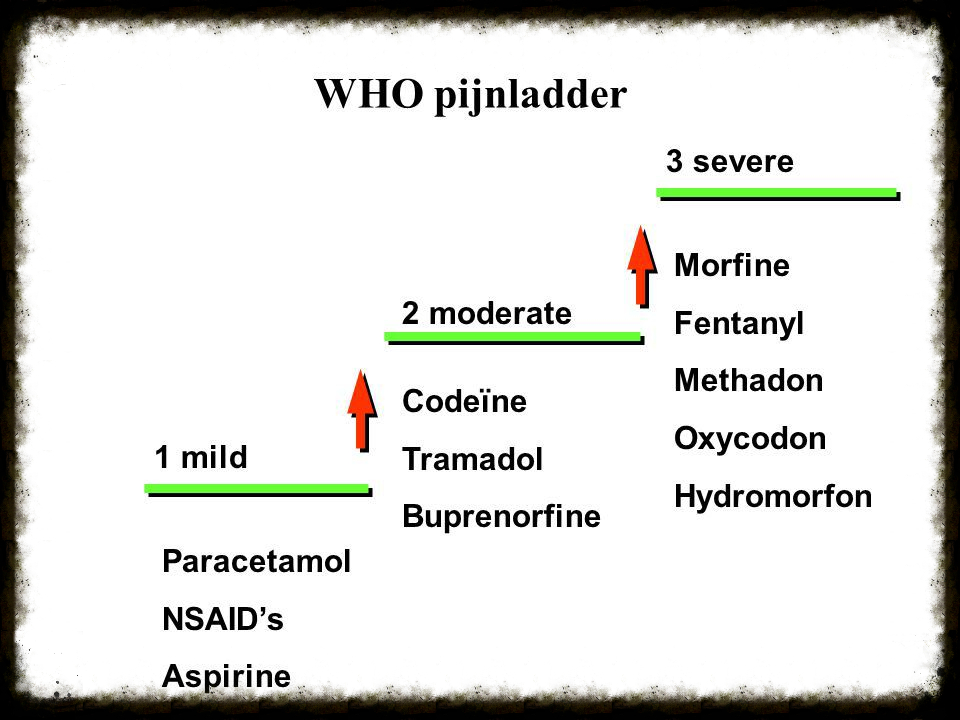 WHO pijnladder
3 severe
Morfine
Fentanyl
Methadon
Oxycodon
Hydromorfon
2 moderate
Codeïne
Tramadol
Buprenorfine
1 mild
Paracetamol
NSAID’s
Aspirine